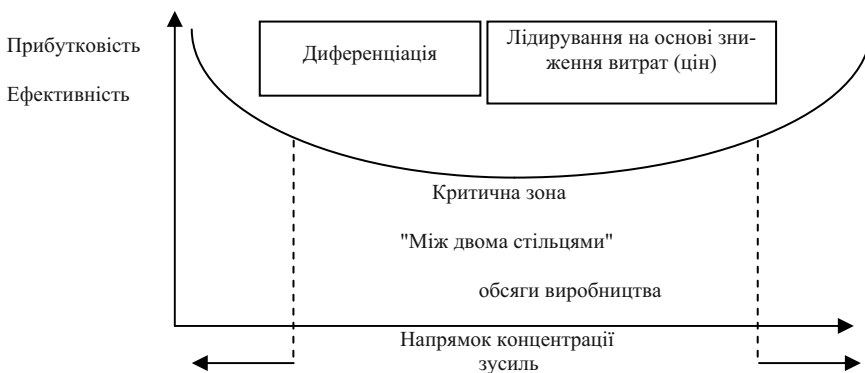 Прибутковість
Ефективність
Диференціація
Лідирування на основі зни-
ження витрат (цін)
Критична зона
"Між двома стільцями"
обсяги виробництва
Напрямок концентрації
зусиль